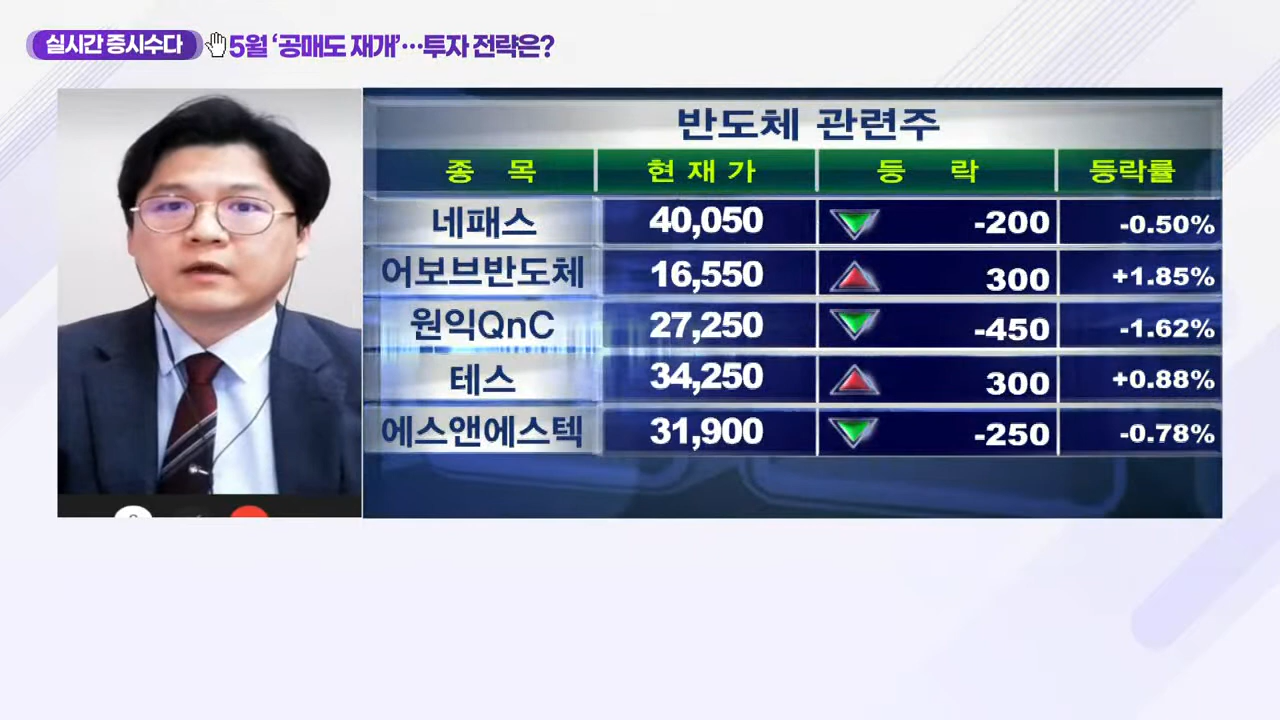 실시간 증시수다 5월 ‘공매도 재개’…투자 전략은?
반도체 관련주
종 목 현 재 가 등 락 등락률
네패스 40,050 -200 -0.50%
어보브반도체 16,550 300 +1.85%
원익QnC 27,250 -450 -1.62%
테스 34,250 300 +0.88%
에스앤에스텍 31,900 -250 -0.78%